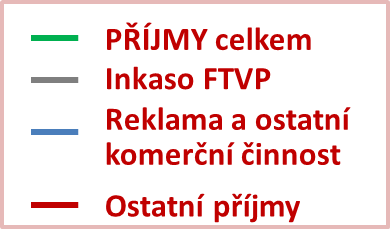 PŘÍJMY celkem
Inkaso FTVP
Reklama a ostatní
komerční činnost
Ostatní příjmy